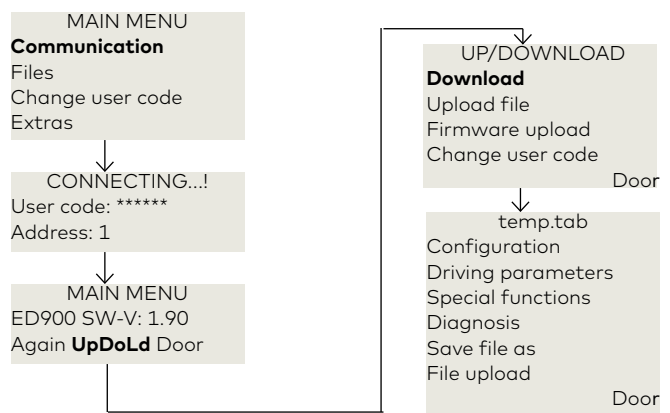 MAIN MENU
Communication
Files
Change user code
Extras
CONNECTING...!
User code: ******
Address: 1
MAIN MENU
ED900 SW-V: 1.90
Again UpDoLd Door
UP/DOWNLOAD
Download
Upload file
Firmware upload
Change user code
Door
temp.tab
Configuration
Driving parameters
Special functions
Diagnosis
Save file as
File upload
Door